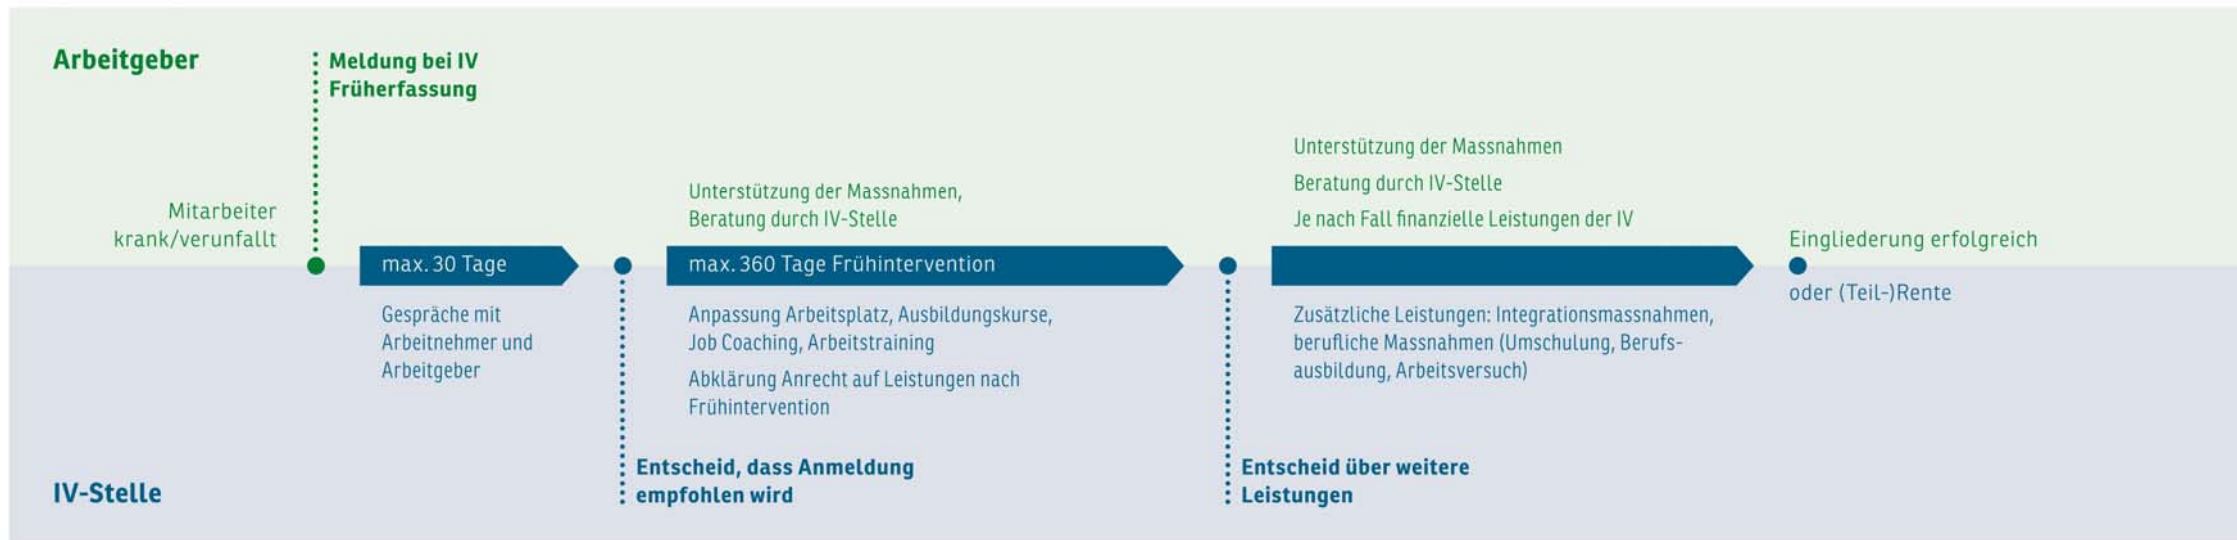 Arbeitgeber
Meldung bei IV
Früherfassung
Mitarbeiter
krank/verunfallt
max. 30 Tage
Gespräche mit
Arbeitnehmer und
Arbeitgeber
Entscheid, dass Anmeldung
empfohlen wird
Unterstützung der Massnahmen,
Beratung durch IV-Stelle
max. 360 Tage Frühintervention
Anpassung Arbeitsplatz, Ausbildungskurse,
Job Coaching, Arbeitstraining
Abklärung Anrecht auf Leistungen nach
Frühintervention
Entscheid über weitere
Leistungen
Unterstützung der Massnahmen
Beratung durch IV-Stelle
Je nach Fall finanzielle Leistungen der IV
Zusätzliche Leistungen: Integrationsmassnahmen,
berufliche Massnahmen (Umschulung, Berufs-
ausbildung, Arbeitsversuch)
Eingliederung erfolgreich
oder (Teil-)Rente
IV-Stelle